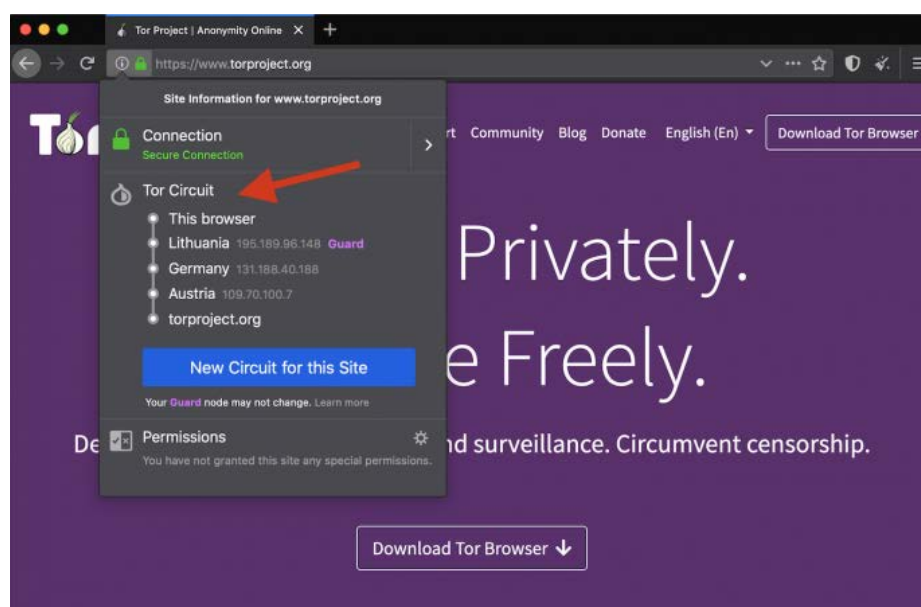 Tor Project | Anonymity Online
https://www.torproject.org
Site Information for www.torproject.org
Connection
Secure Connection
Tor Circuit
This browser
Lithuania 195.189.96.148 Guard
Germany 131.188.40.188
Austria 109.70.100.7
torproject.org
New Circuit for this Site
Your Guard node may not change. Learn more
Permissions
You have not granted this site any special permissions.
Community Blog Donate English (En)
Download Tor Browser
Privately.
Freely.
surveillance. Circumvent censorship.
Download Tor Browser ↓